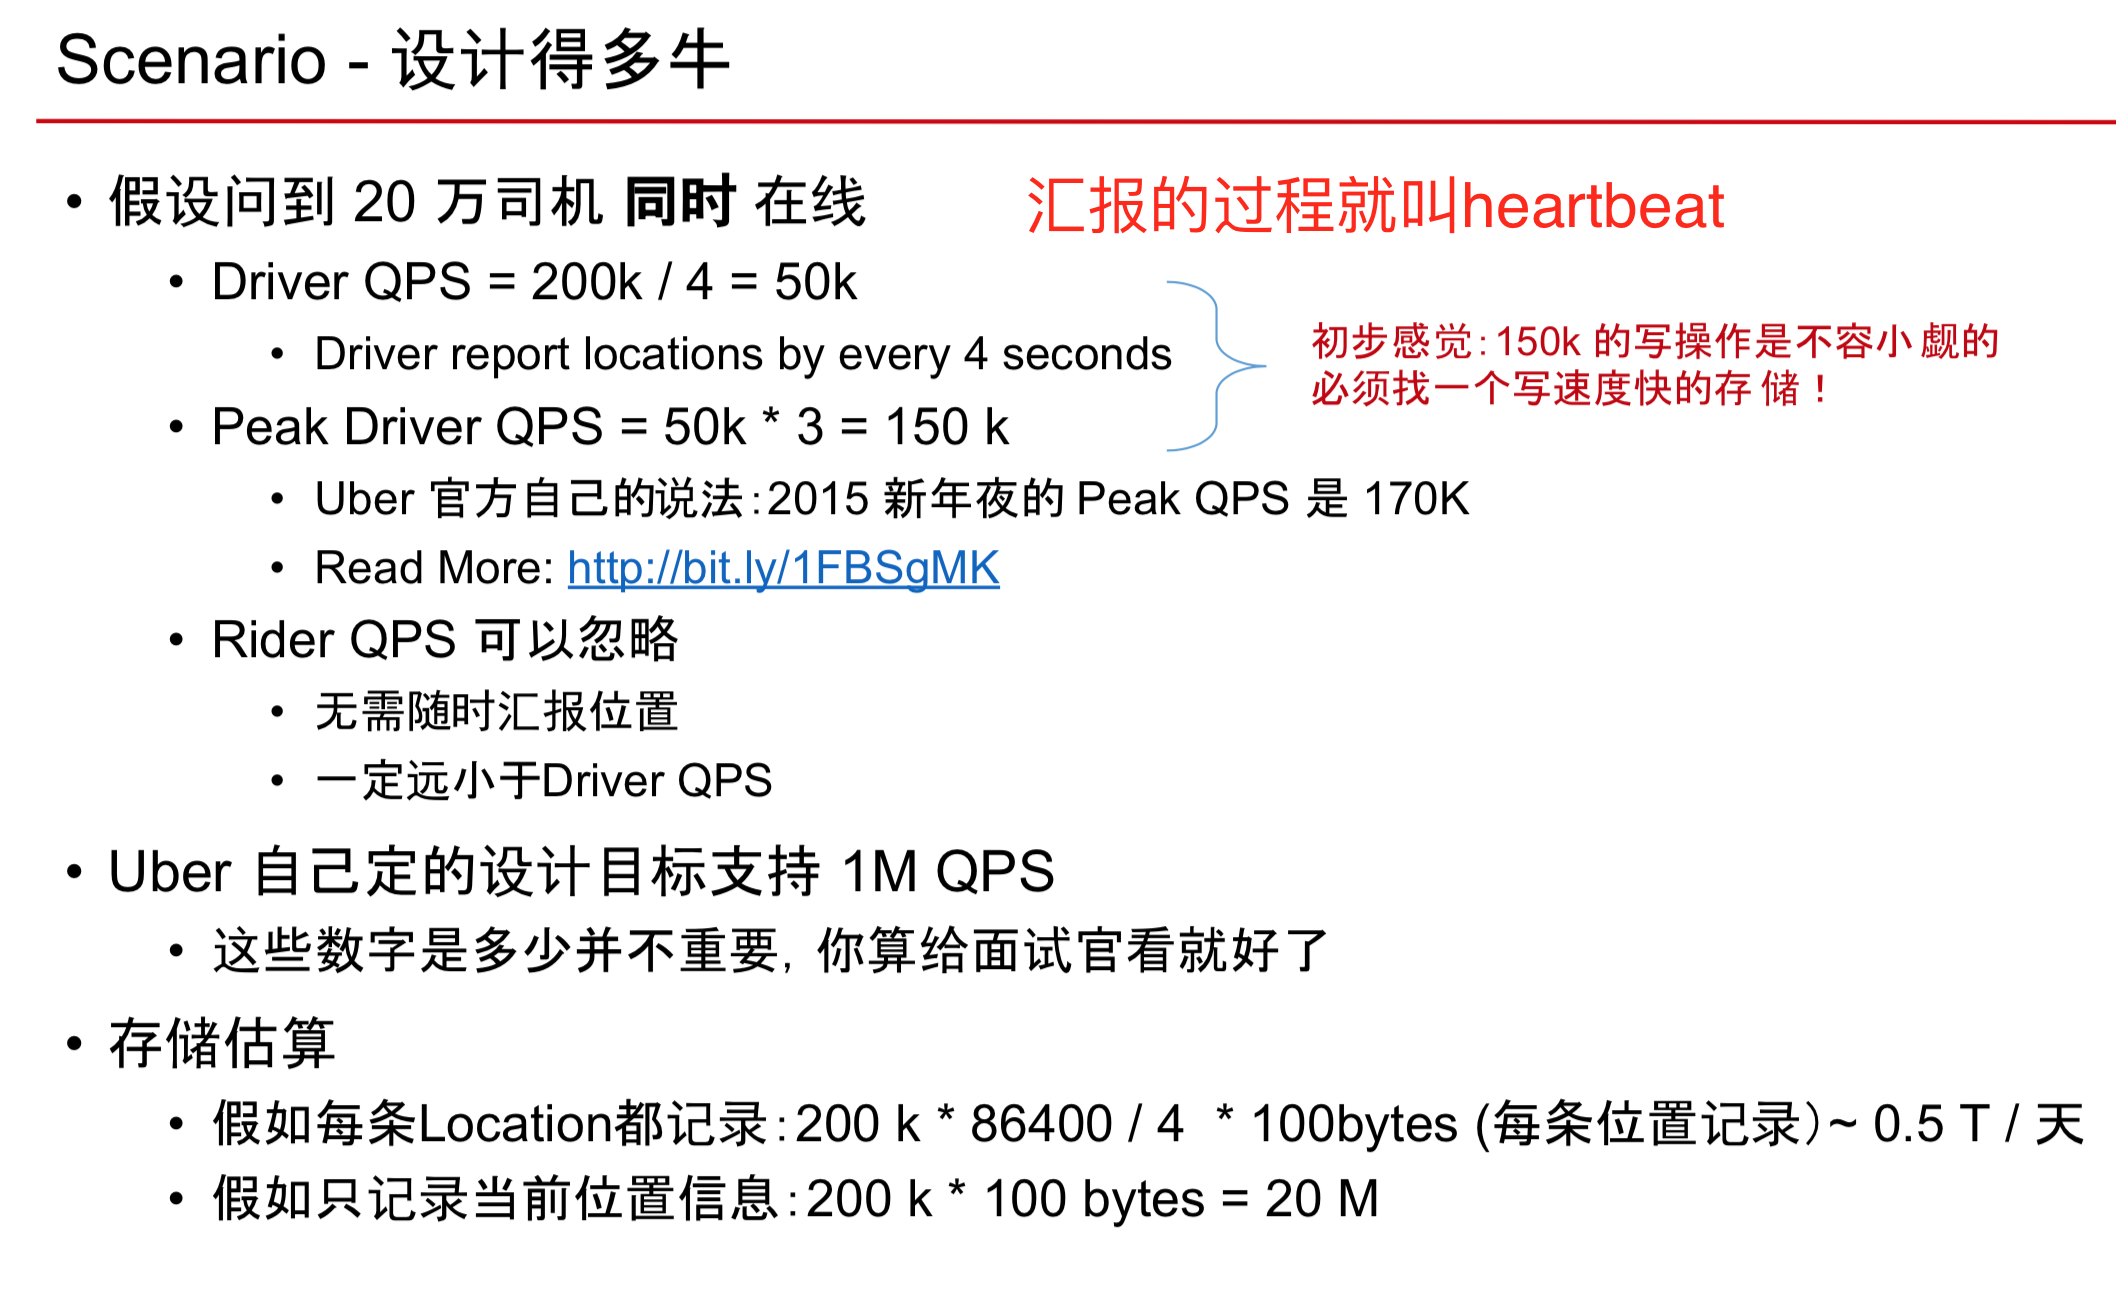 Scenario - 设计得多牛
• 假设问到 20 万司机 同时 在线
汇报的过程就叫heartbeat
• Driver QPS = 200k / 4 = 50k
• Driver report locations by every 4 seconds
• Peak Driver QPS = 50k * 3 = 150 k
初步感觉:150k 的写操作是不容小觑的
必须找一个写速度快的存储！
• Uber 官方自己的说法:2015 新年夜的 Peak QPS 是 170K
• Read More: http://bit.ly/1FBSgMK
• Rider QPS 可以忽略
• 无需随时汇报位置
• 一定远小于Driver QPS
• Uber 自己定的设计目标支持 1M QPS
• 这些数字是多少并不重要, 你算给面试官看就好了
• 存储估算
• 假如每条Location都记录:200 k * 86400 / 4 * 100bytes (每条位置记录)~ 0.5 T / 天
• 假如只记录当前位置信息:200 k * 100 bytes = 20 M